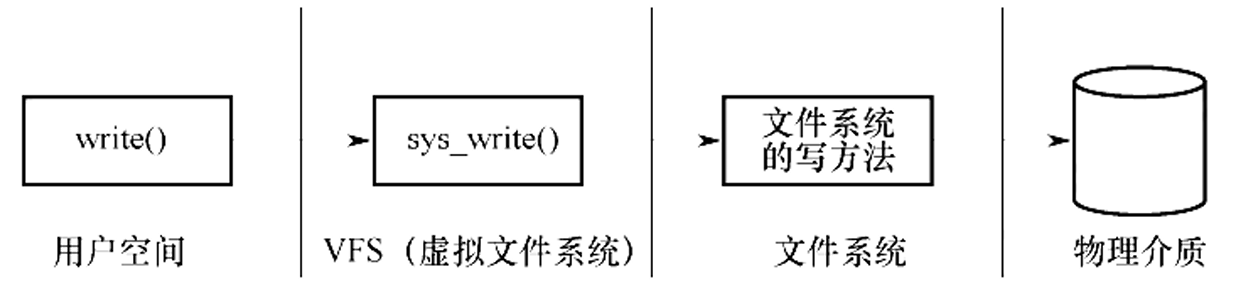 write()
sys_write()
文件系统
的写方法
用户空间
VFS（虚拟文件系统）
文件系统
物理介质